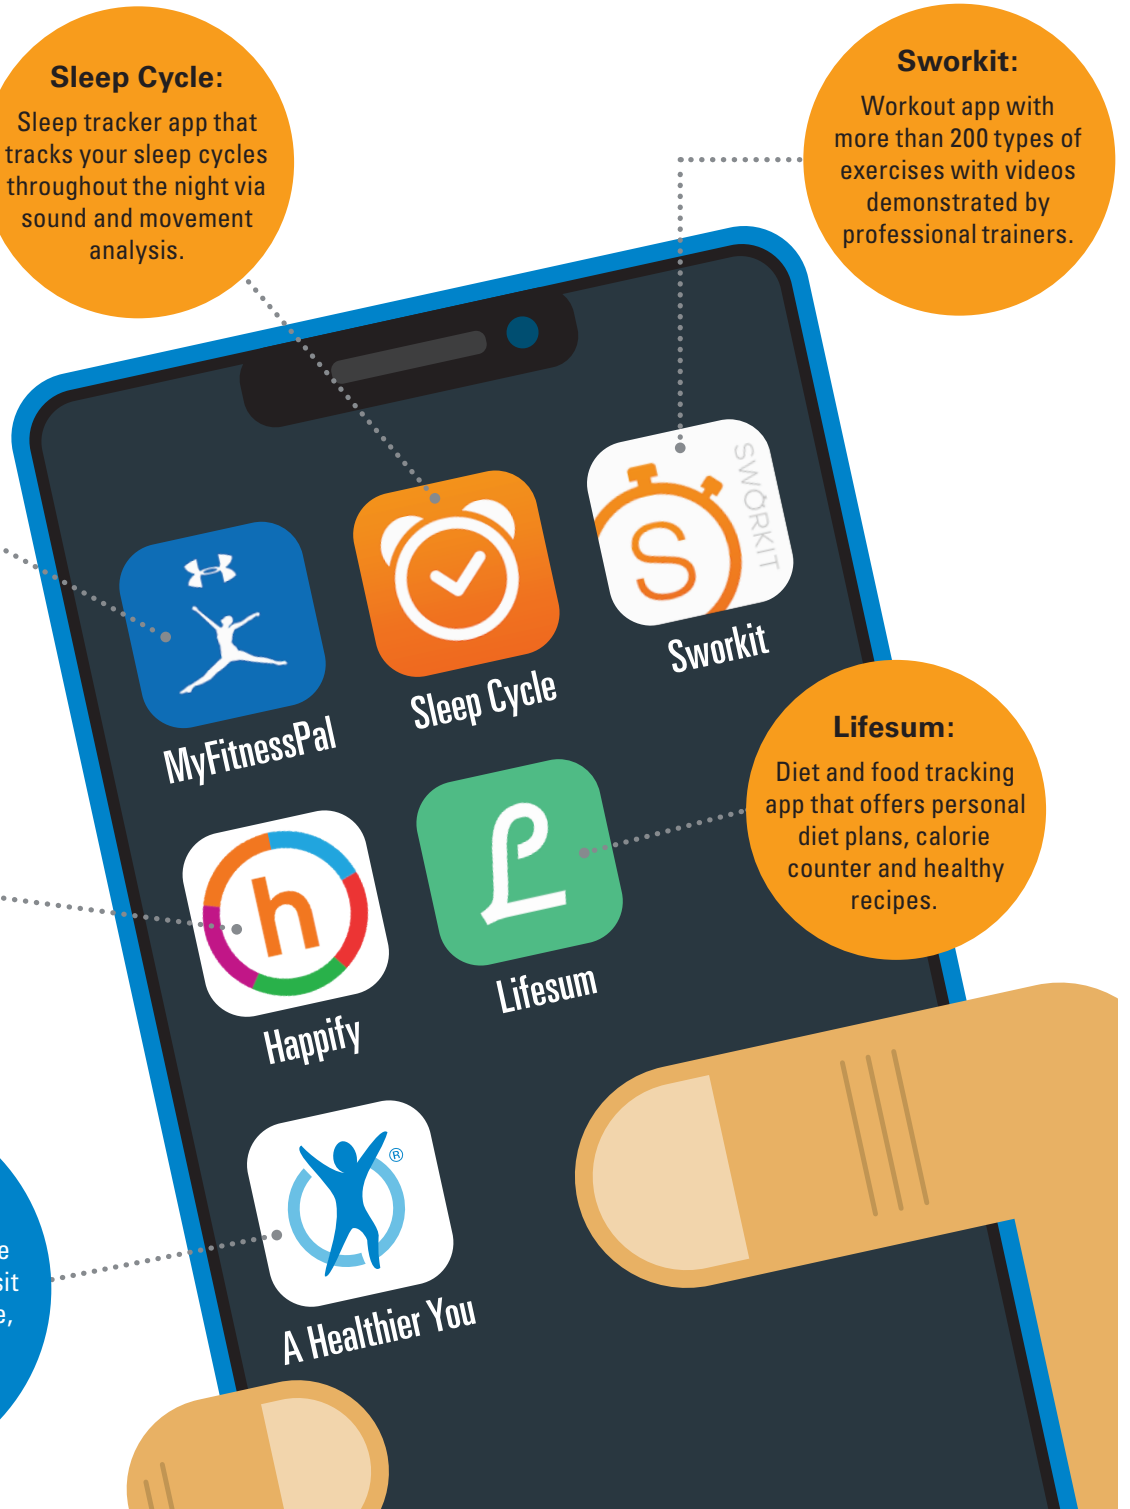 Sleep Cycle:
Sleep tracker app that
tracks your sleep cycles
throughout the night via
sound and movement
analysis.
Sworkit:
Workout app with
more than 200 types of
exercises with videos
demonstrated by
professional trainers.
SWORKIT
S
Sworkit
Sleep Cycle
MyFitnessPal
Lifesum:
Diet and food tracking
app that offers personal
diet plans, calorie
counter and healthy
recipes.
L
Lifesum
h
Happify
®
A Healthier You